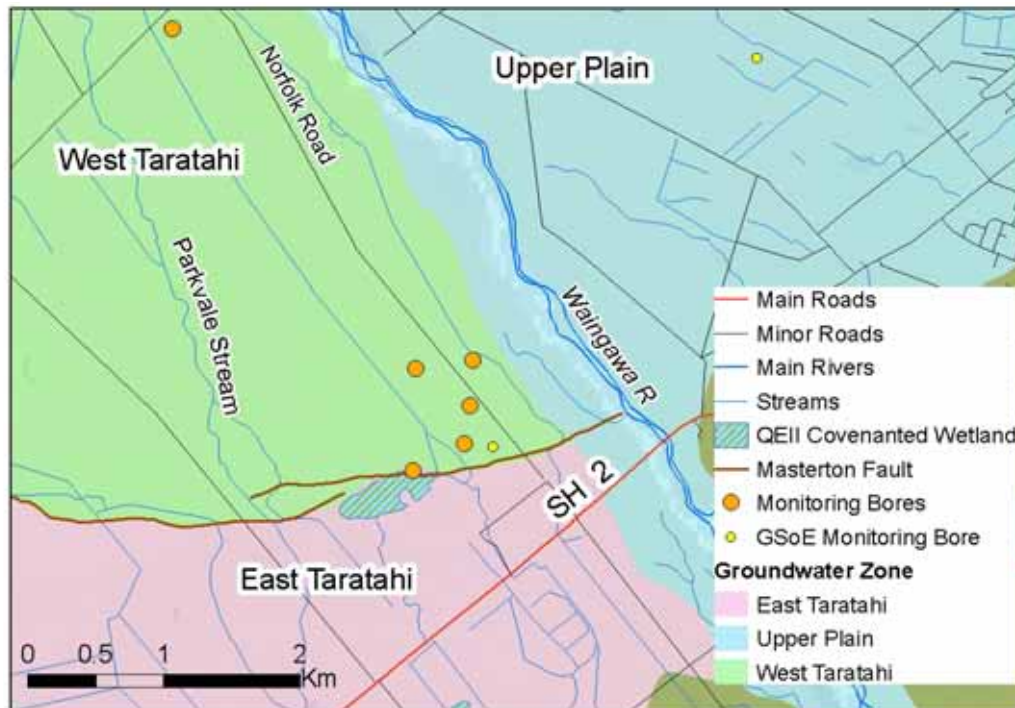 Upper Plain
Norfolk Road
West Taratahi
Parkvale Stream
Waingawa R
SH 2
East Taratahi
0 0.5 1 2
Km
Main Roads
Minor Roads
Main Rivers
Streams
QEII Covenanted Wetland
Masterton Fault
Monitoring Bores
GSoE Monitoring Bore
Groundwater Zone
East Taratahi
Upper Plain
West Taratahi